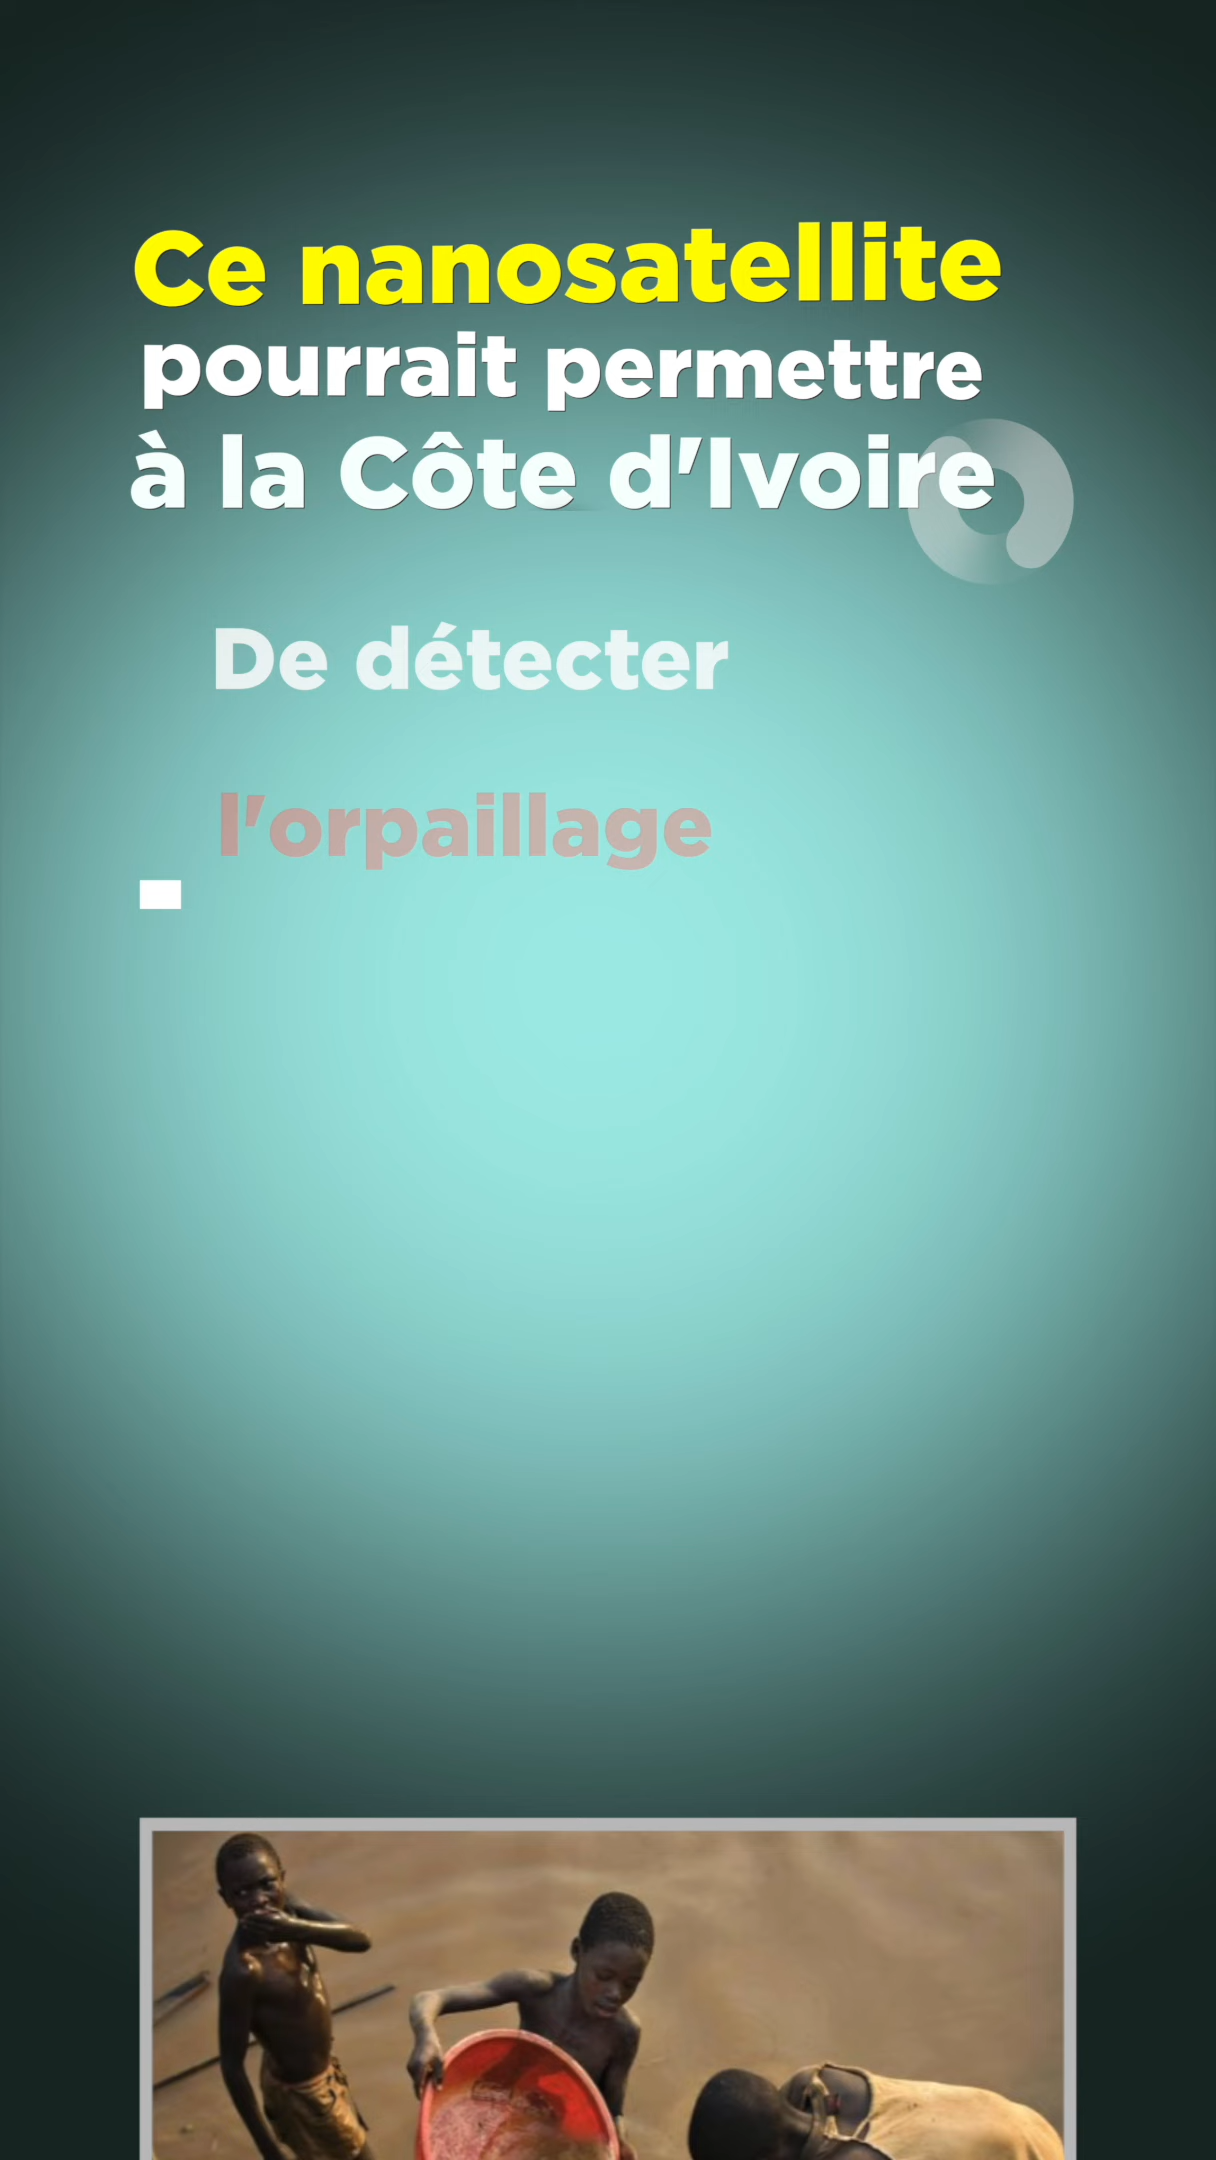 Ce nanosatellite
pourrait permettre
à la Côte d'Ivoire
De détecter
l'orpaillage